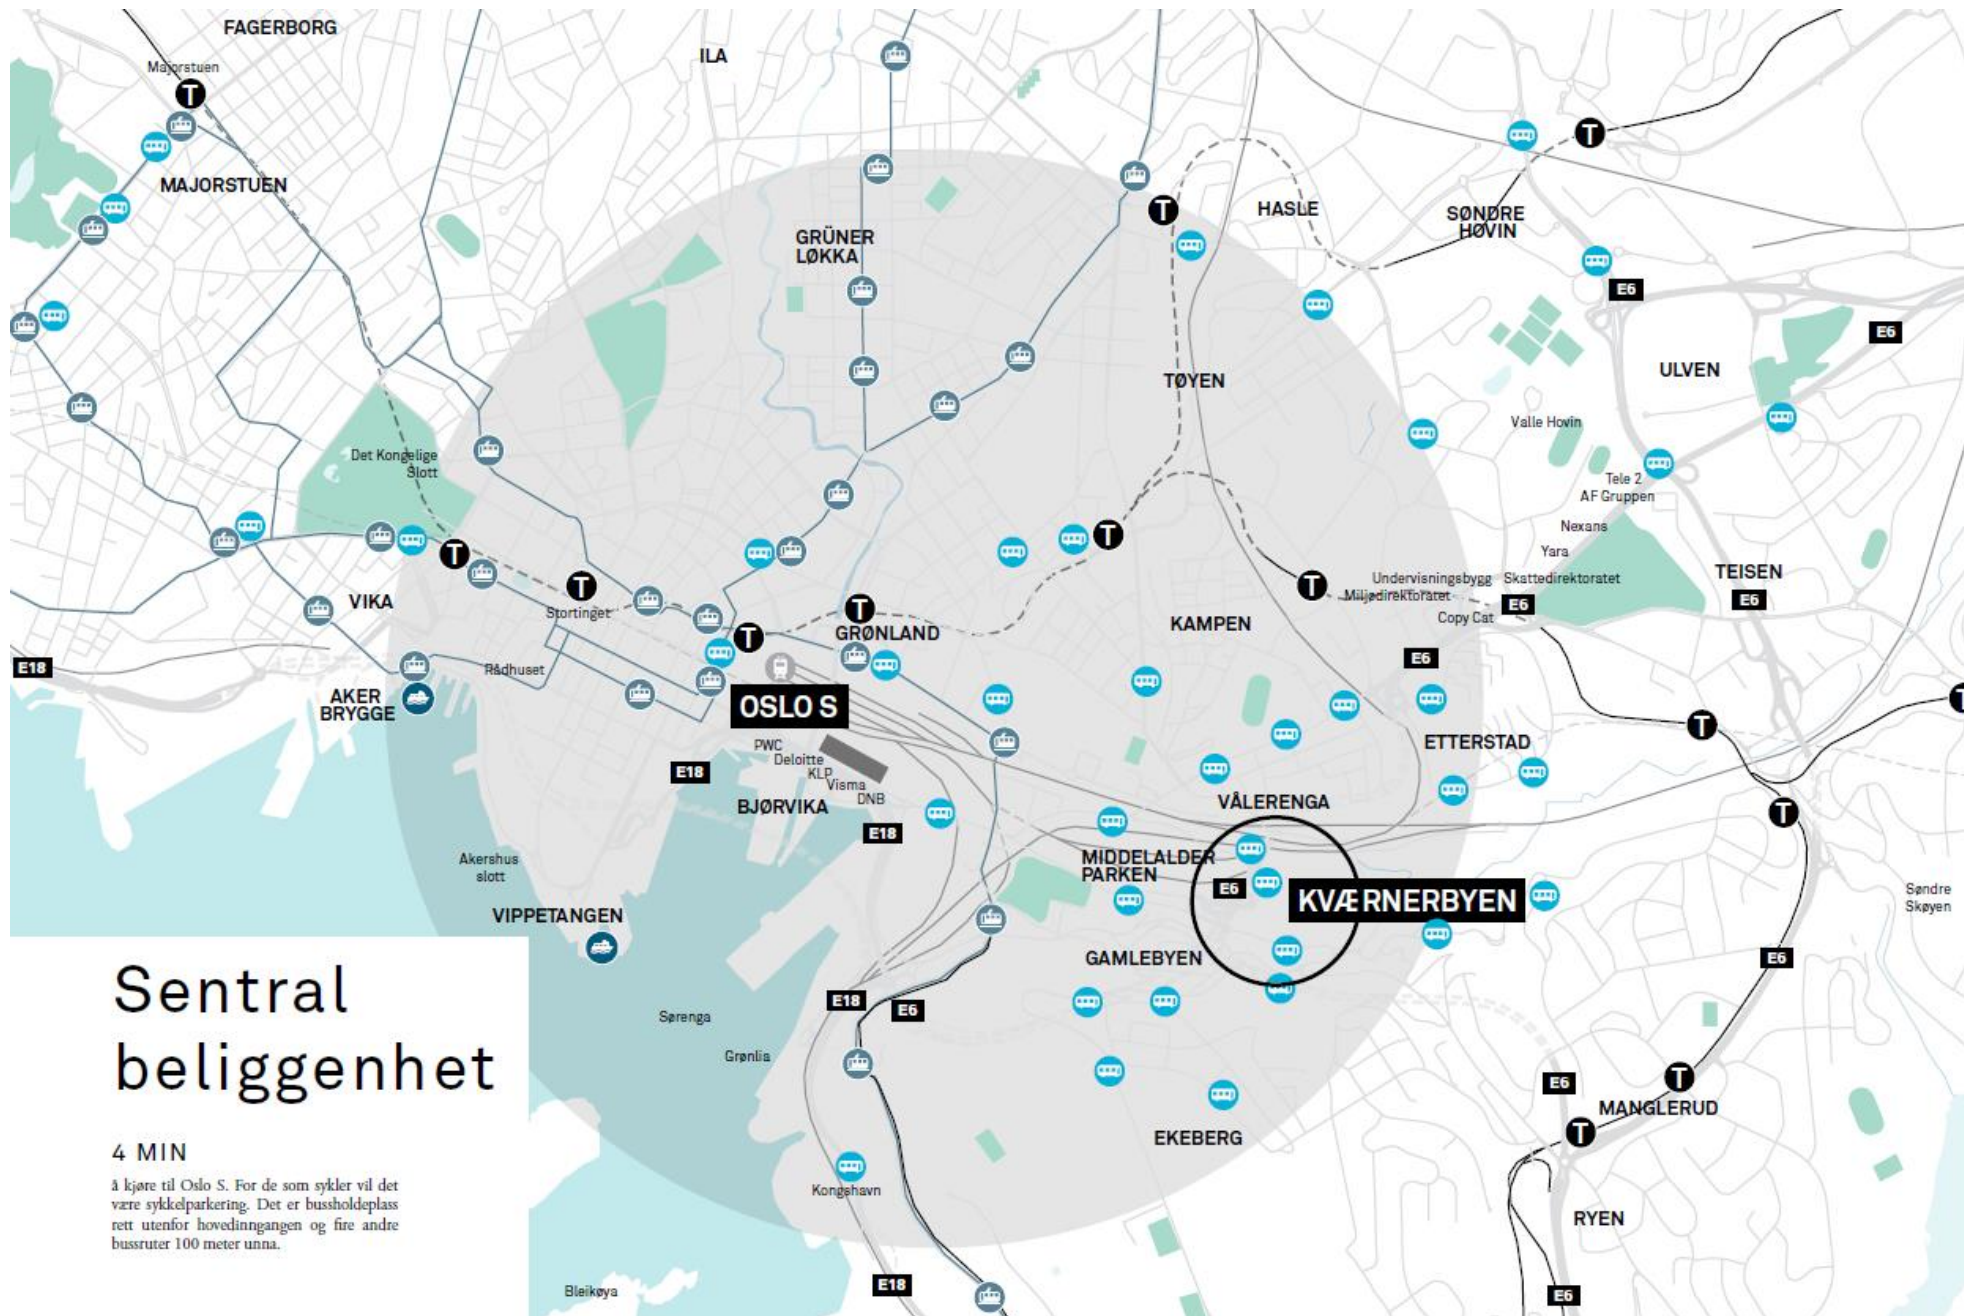 FAGERBORG
ILA
Majorstuen
T
T
MAJORSTUEN
T
HASLE
SØNDRE
HOVIN
GRÜNER
LØKKA
E6
E6
ULVEN
TØYEN
Valle Hovin
Det Kongelige
Slott
Tele 2
AF Gruppen
Nexans
Yara
T
T
T
T
Undervisningsbygg
Skattedirektoratet
Miljødirektoratet
TEISEN
E6
E6
Copy Cat
VIKA
Stortinget
T
T
GRØNLAND
KAMPEN
E18
Rådhuset
E6
AKER
BRYGGE
OSLO S
T
T
ETTERSTAD
PWC
Deloitte
KLP
Visma
DNB
E18
BJØRVIKA
E18
VÅLERENGA
T
Akershus
slott
MIDDELALDER
PARKEN
E6
KVÆRNERBYEN
Søndre
Skøyen
VIPPETANGEN
GAMLEBYEN
E6
Sentral
beliggenhet
E18
E6
Sørenga
Grønlia
E6
T
MANGLERUD
T
EKEBERG
4 MIN
å kjøre til Oslo S. For de som sykler vil det
være sykkelparkering. Det er bussholdeplass
rett utenfor hovedinngangen og fire andre
bussruter 100 meter unna.
Kongshavn
RYEN
Bleikøya
E18
E6